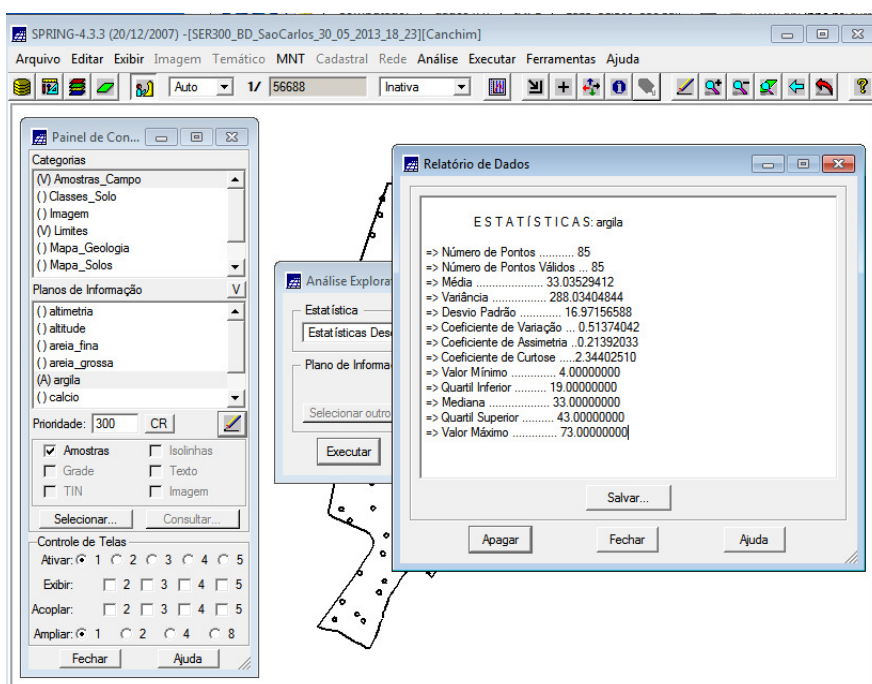 SPRING-4.3.3 (20/12/2007) -[SER300_BD_SaoCarlos_30_05_2013_18_23][Canchim]
Arquivo Editar Exibir Imagem Temático MNT Cadastral Rede Análise Executar Ferramentas Ajuda
Auto 1/ 56688 Inativa
Painel de Con...
Categorias
(V) Amostras_Campo
() Classes_Solo
() Imagem
(V) Limites
() Mapa_Geologia
() Mapa_Solos
Planos de Informação V
() altimetria
() altitude
() areia_fina
() areia_grossa
(A) argila
() calcio
Prioridade: 300 CR
Amostras Isolinhas
Grade Texto
TIN Imagem
Selecionar... Consultar...
Controle de Telas
Ativar: 1 2 3 4 5
Exibir: 2 3 4 5
Acoplar: 2 3 4 5
Ampliar: 1 2 4 8
Fechar Ajuda
Análise Explora
Estatística
Estatísticas Des
Plano de Informa
Selecionar outro
Executar
Relatório de Dados
E S T A T Í S T I C A S: argila
=> Número de Pontos ........... 85
=> Número de Pontos Válidos ... 85
=> Média ...................... 33.03529412
=> Variância .................. 288.03404844
=> Desvio Padrão .............. 16.97156588
=> Coeficiente de Variação ... 0.51374042
=> Coeficiente de Assimetria ..0.21392033
=> Coeficiente de Curtose .....2.34402510
=> Valor Mínimo ............... 4.00000000
=> Quartil Inferior .......... 19.00000000
=> Mediana .................... 33.00000000
=> Quartil Superior .......... 43.00000000
=> Valor Máximo .............. 73.00000000
Salvar...
Apagar Fechar Ajuda